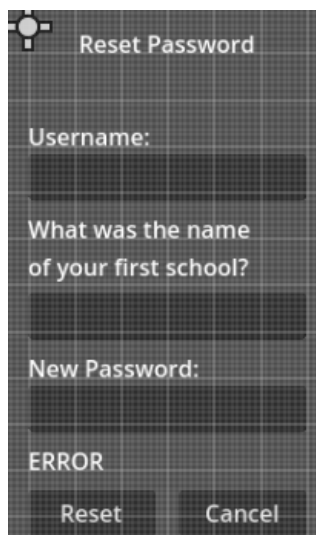 Reset Password
Username:
What was the name
of your first school?
New Password:
ERROR
Reset Cancel